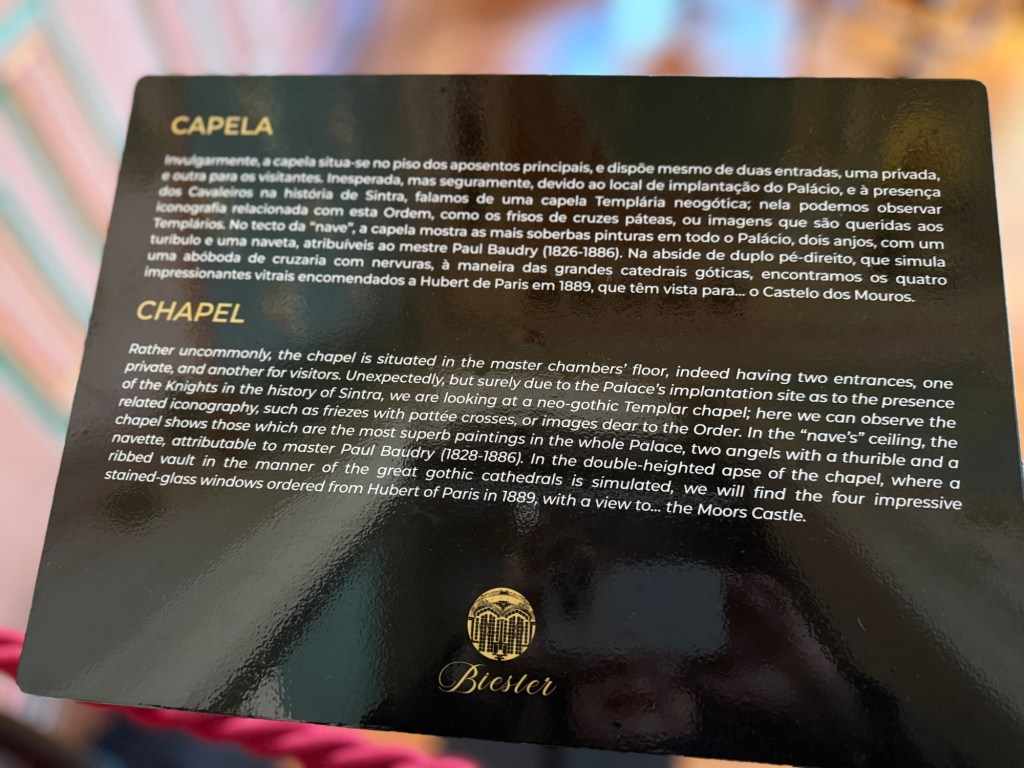 CAPELA
Invulgarmente, a capela situa-se no piso dos aposentos principais, e dispõe mesmo de duas entradas, uma privada,
e outra para os visitantes. Inesperada, mas seguramente, devido ao local de implantação do Palácio, e à presença
dos Cavaleiros na história de Sintra, falamos de uma capela Templária neogótica; nela podemos observar
iconografia relacionada com esta Ordem, como os frisos de cruzes páteas, ou imagens que são queridas aos
Templários. No tecto da “nave”, a capela mostra as mais soberbas pinturas em todo o Palácio, dois anjos, com um
turíbulo e uma naveta, atribuíveis ao mestre Paul Baudry (1826-1886). Na abside de duplo pé-direito, que simula
uma abóboda de cruzaria com nervuras, à maneira das grandes catedrais góticas, encontramos os quatro
impressionantes vitrais encomendados a Hubert de Paris em 1889, que têm vista para... o Castelo dos Mouros.
CHAPEL
Rather uncommonly, the chapel is situated in the master chambers’ floor, indeed having two entrances, one
private, and another for visitors. Unexpectedly, but surely due to the Palace’s implantation site as to the presence
of the Knights in the history of Sintra, we are looking at a neo-gothic Templar chapel; here we can observe the
related iconography, such as friezes with pattée crosses, or images dear to the Order. In the “nave’s” ceiling, the
chapel shows those which are the most superb paintings in the whole Palace, two angels with a thurible and a
navette, attributable to master Paul Baudry (1828-1886). In the double-heighted apse of the chapel, where a
ribbed vault in the manner of the great gothic cathedrals is simulated, we will find the four impressive
stained-glass windows ordered from Hubert of Paris in 1889, with a view to... the Moors Castle.
Biester